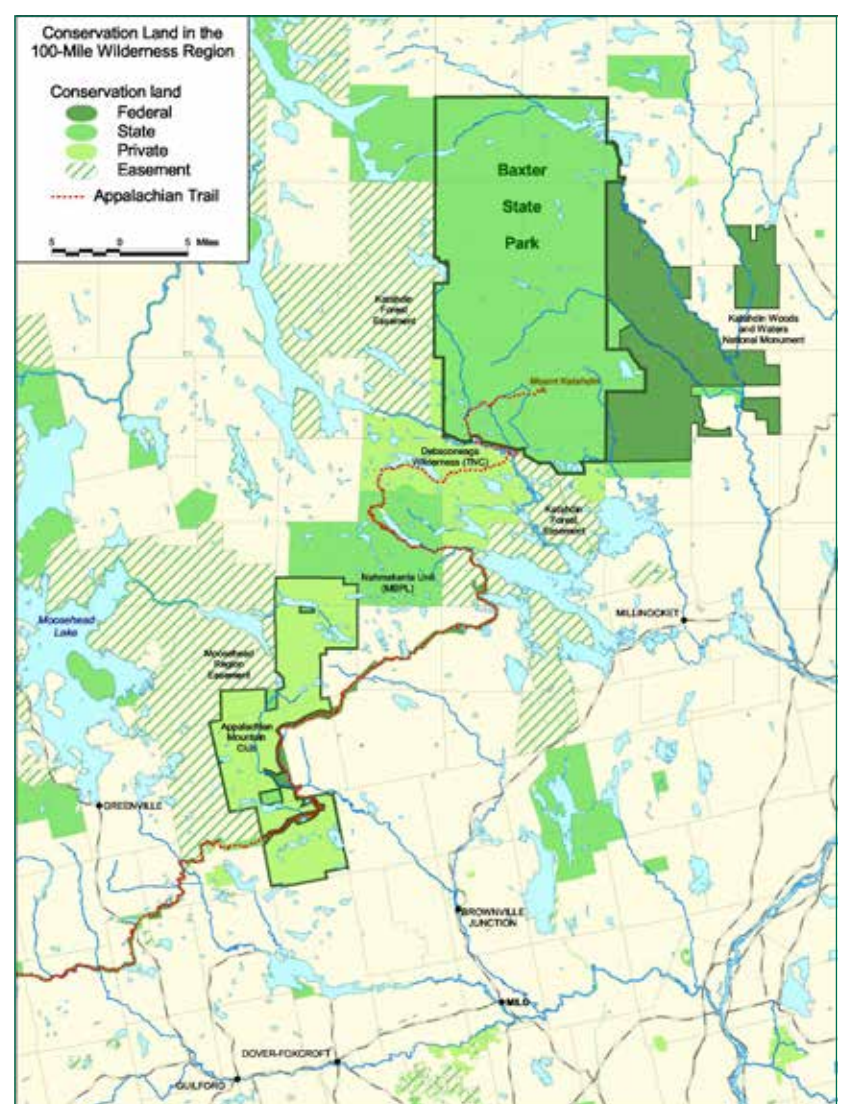 Conservation Land in the
100-Mile Wilderness Region
Conservation land
Federal
State
Private
Easement
Appalachian Trail
5 0 5 Miles
Baxter
State
Park
Katahdin
Forest
Easement
Katahdin Woods
and Waters
National Monument
Mount Katahdin
Debsconeag
Wilderness (TNC)
Katahdin
Forest
Easement
Nahmakanta Unit
(MBPL)
MILLINOCKET
Moosehead
Lake
Moosehead
Region
Easement
Appalachian
Mountain
Club
GREENVILLE
BROWNVILLE
JUNCTION
MILO
DOVER-FOXCROFT
GUILFORD